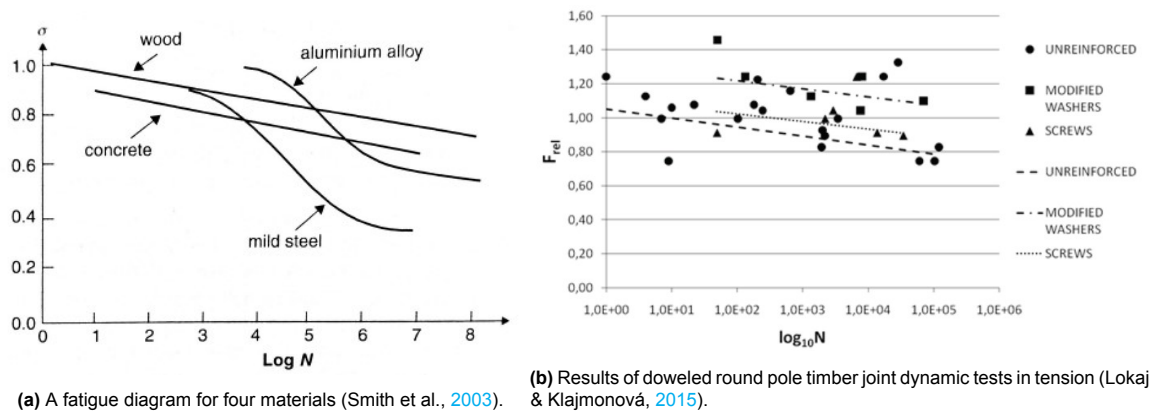 σ
wood
aluminium alloy
1.0
0.8
concrete
0.6
0.4
mild steel
0.2
0.0
0 1 2 3 4 5 6 7 8
Log N
(a) A fatigue diagram for four materials (Smith et al., 2003).
1,60
1,40
1,20
1,00
0,80
0,60
0,40
0,20
0,00
F_rel
1,0E+00 1,0E+01 1,0E+02 1,0E+03 1,0E+04 1,0E+05 1,0E+06
log₁₀N
UNREINFORCED
MODIFIED
WASHERS
SCREWS
UNREINFORCED
MODIFIED
WASHERS
SCREWS
(b) Results of doweled round pole timber joint dynamic tests in tension (Lokaj
& Klajmonová, 2015).